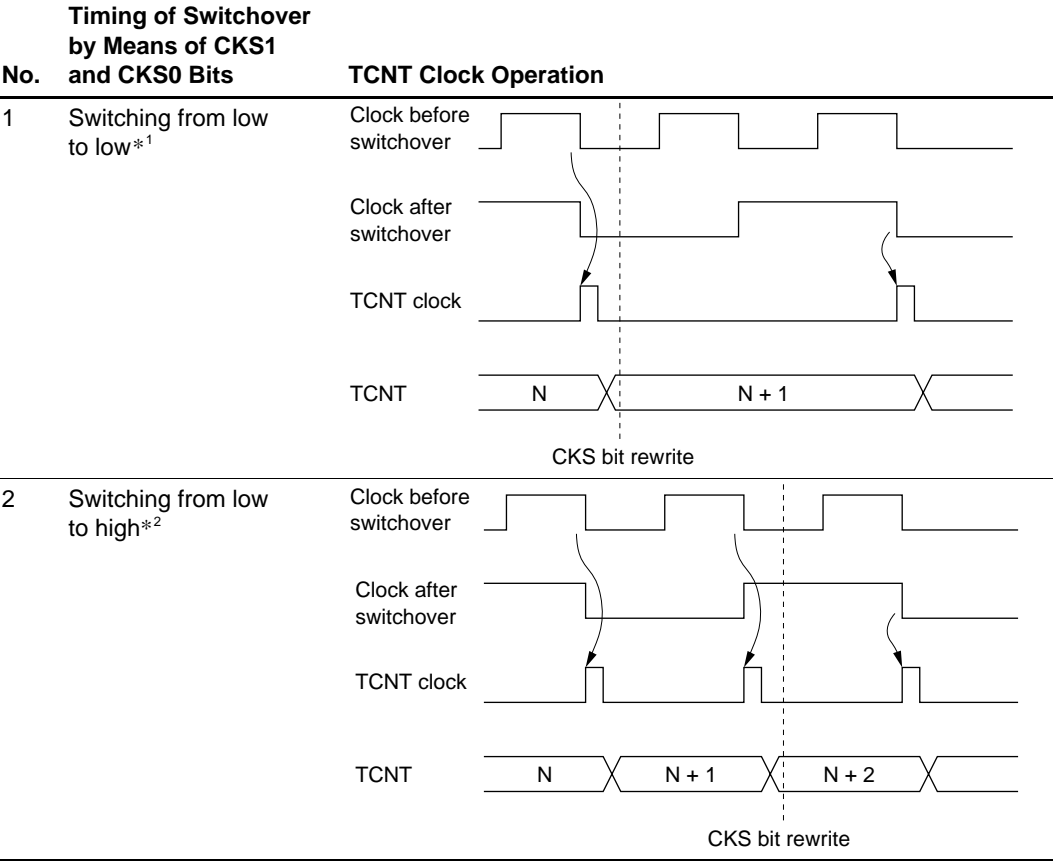 Timing of Switchover
by Means of CKS1
No. and CKS0 Bits TCNT Clock Operation
1 Switching from low
to low*1
Clock before
switchover
Clock after
switchover
TCNT clock
TCNT N N + 1
CKS bit rewrite
2 Switching from low
to high*2
Clock before
switchover
Clock after
switchover
TCNT clock
TCNT N N + 1 N + 2
CKS bit rewrite